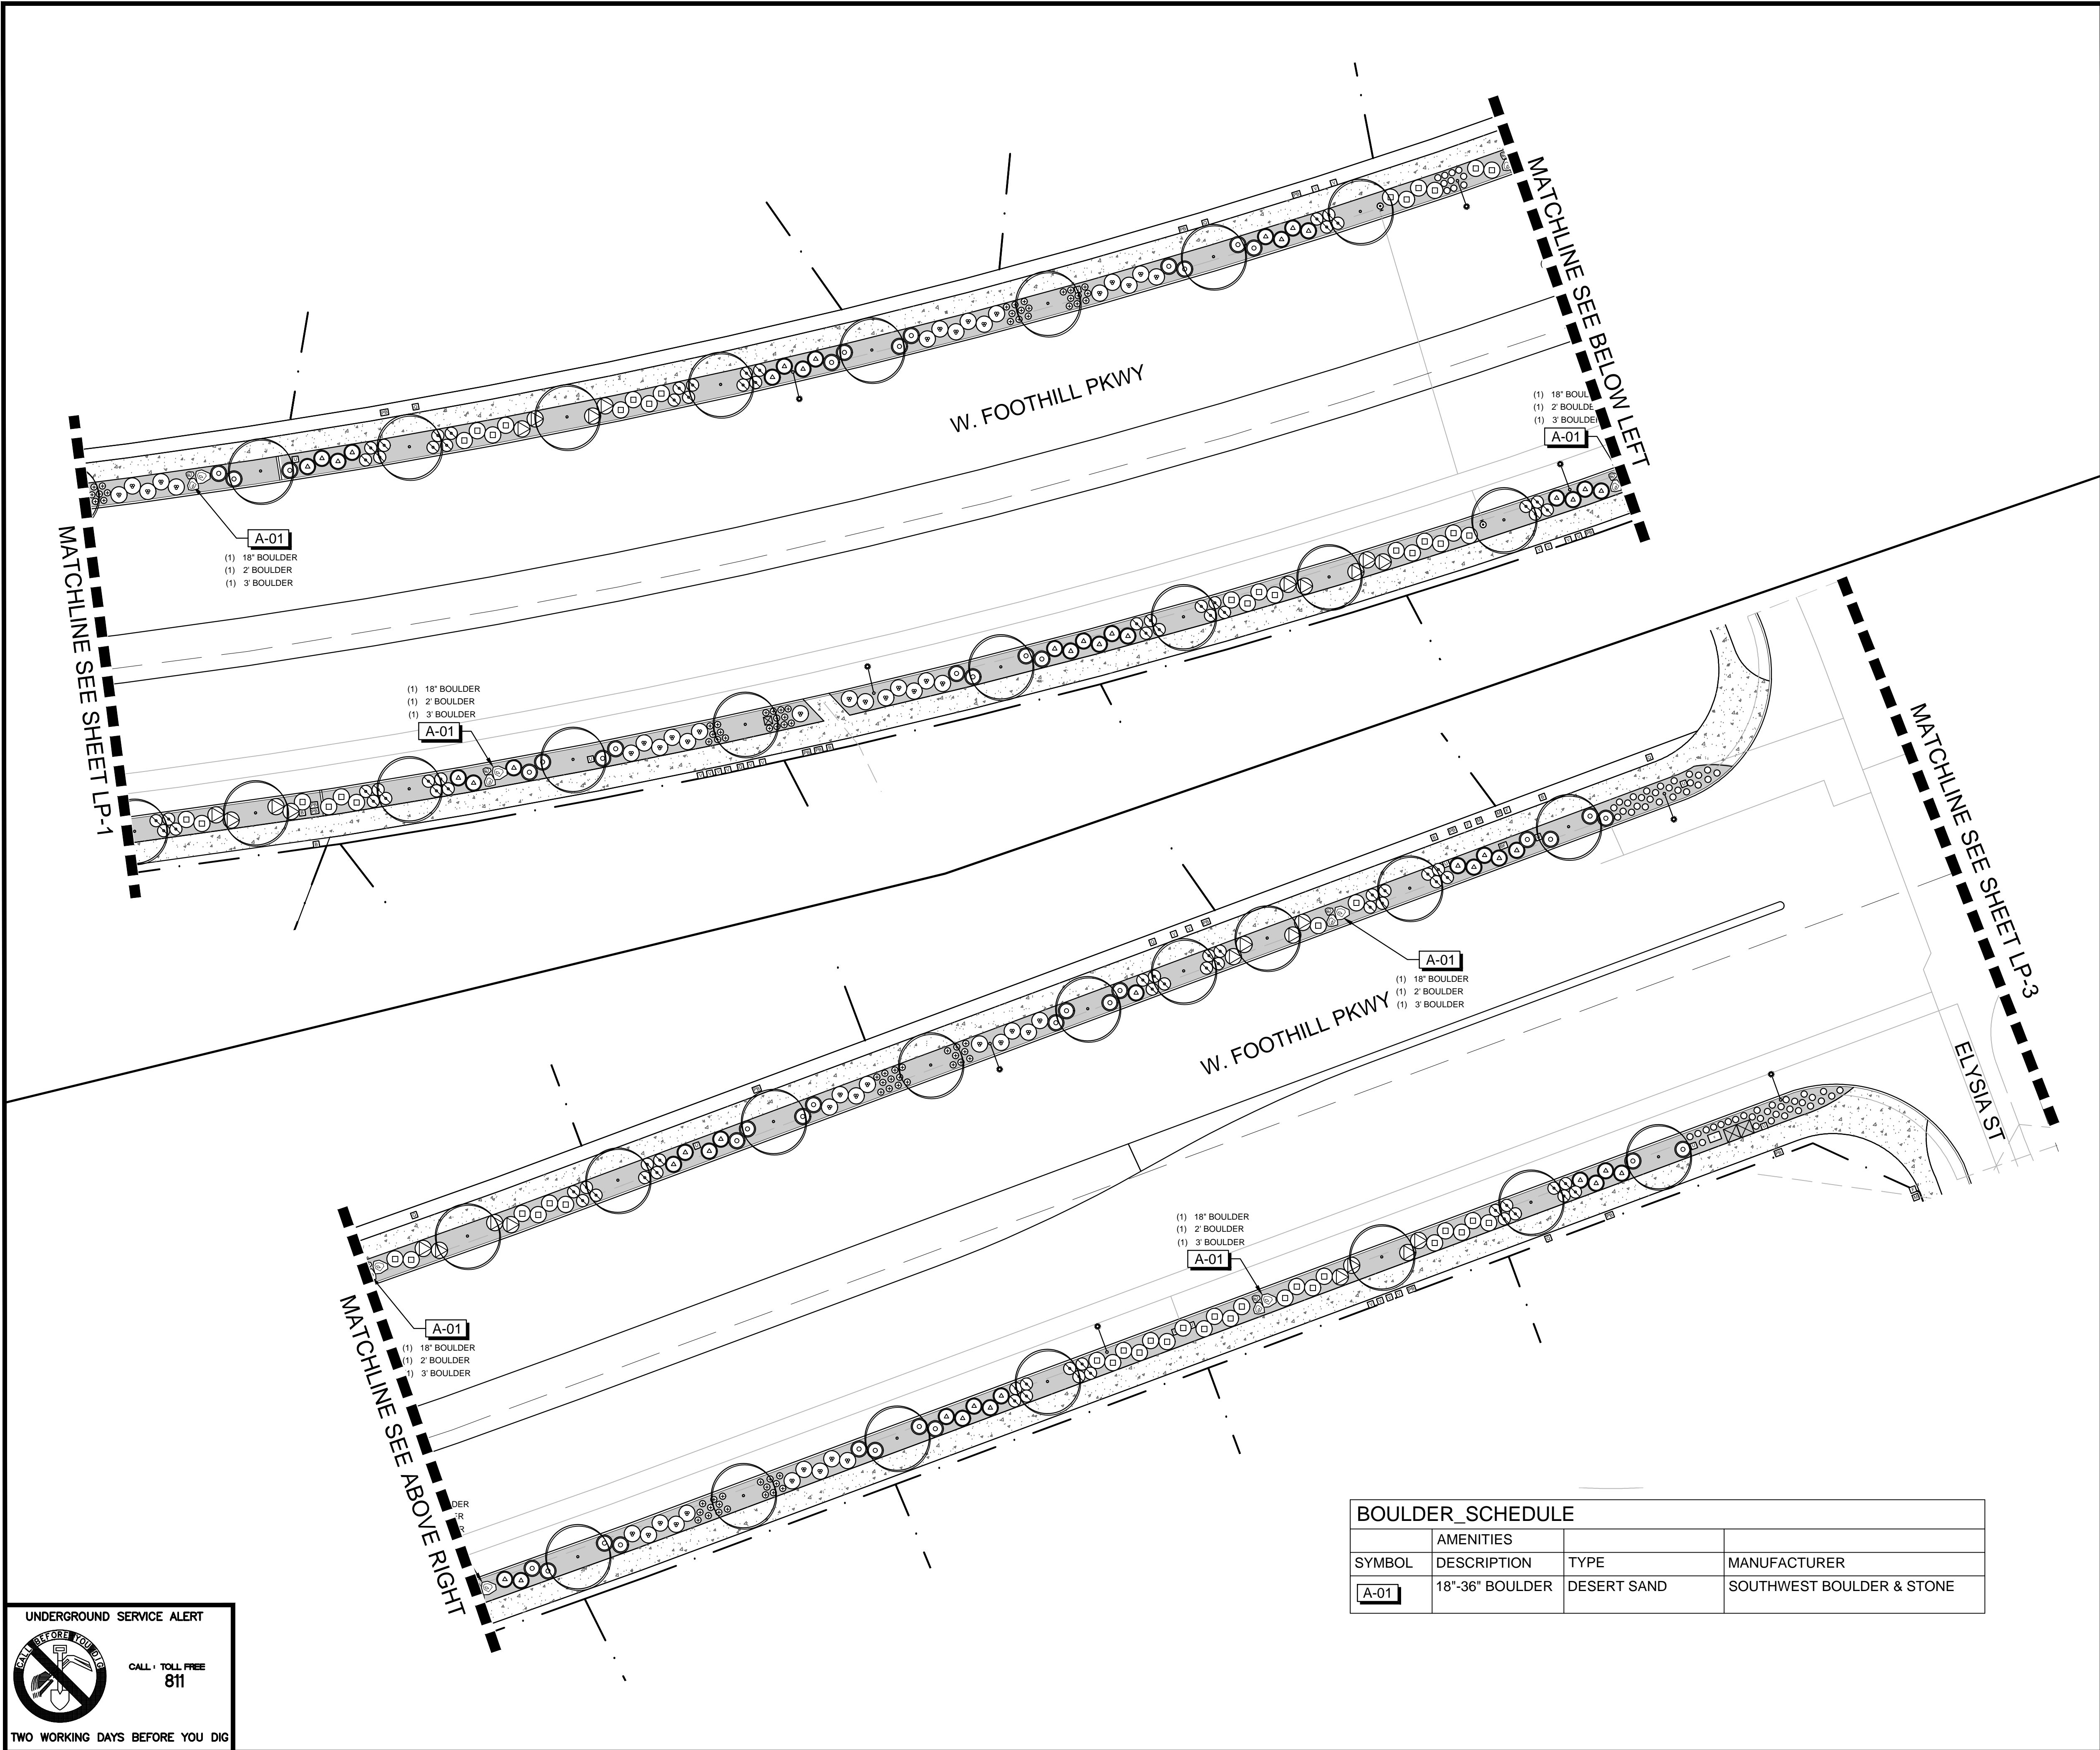 MATCHLINE SEE BELOW LEFT
W. FOOTHILL PKWY
(1) 18" BOUL
(1) 2' BOULDE
(1) 3' BOULDE
A-01
A-01
(1) 18" BOULDER
(1) 2' BOULDER
(1) 3' BOULDER
MATCHLINE SEE SHEET LP-1
(1) 18" BOULDER
(1) 2' BOULDER
(1) 3' BOULDER
A-01
MATCHLINE SEE SHEET LP-3
A-01
(1) 18" BOULDER
(1) 2' BOULDER
(1) 3' BOULDER
W. FOOTHILL PKWY
ELYSIA ST
(1) 18" BOULDER
(1) 2' BOULDER
(1) 3' BOULDER
A-01
A-01
(1) 18" BOULDER
(1) 2' BOULDER
1) 3' BOULDER
MATCHLINE SEE ABOVE RIGHT
DER
ER
R
BOULDER_SCHEDULE
AMENITIES
SYMBOL DESCRIPTION TYPE MANUFACTURER
A-01 18"-36" BOULDER DESERT SAND SOUTHWEST BOULDER & STONE
UNDERGROUND SERVICE ALERT
CALL BEFORE YOU DIG
CALL: TOLL FREE
811
TWO WORKING DAYS BEFORE YOU DIG